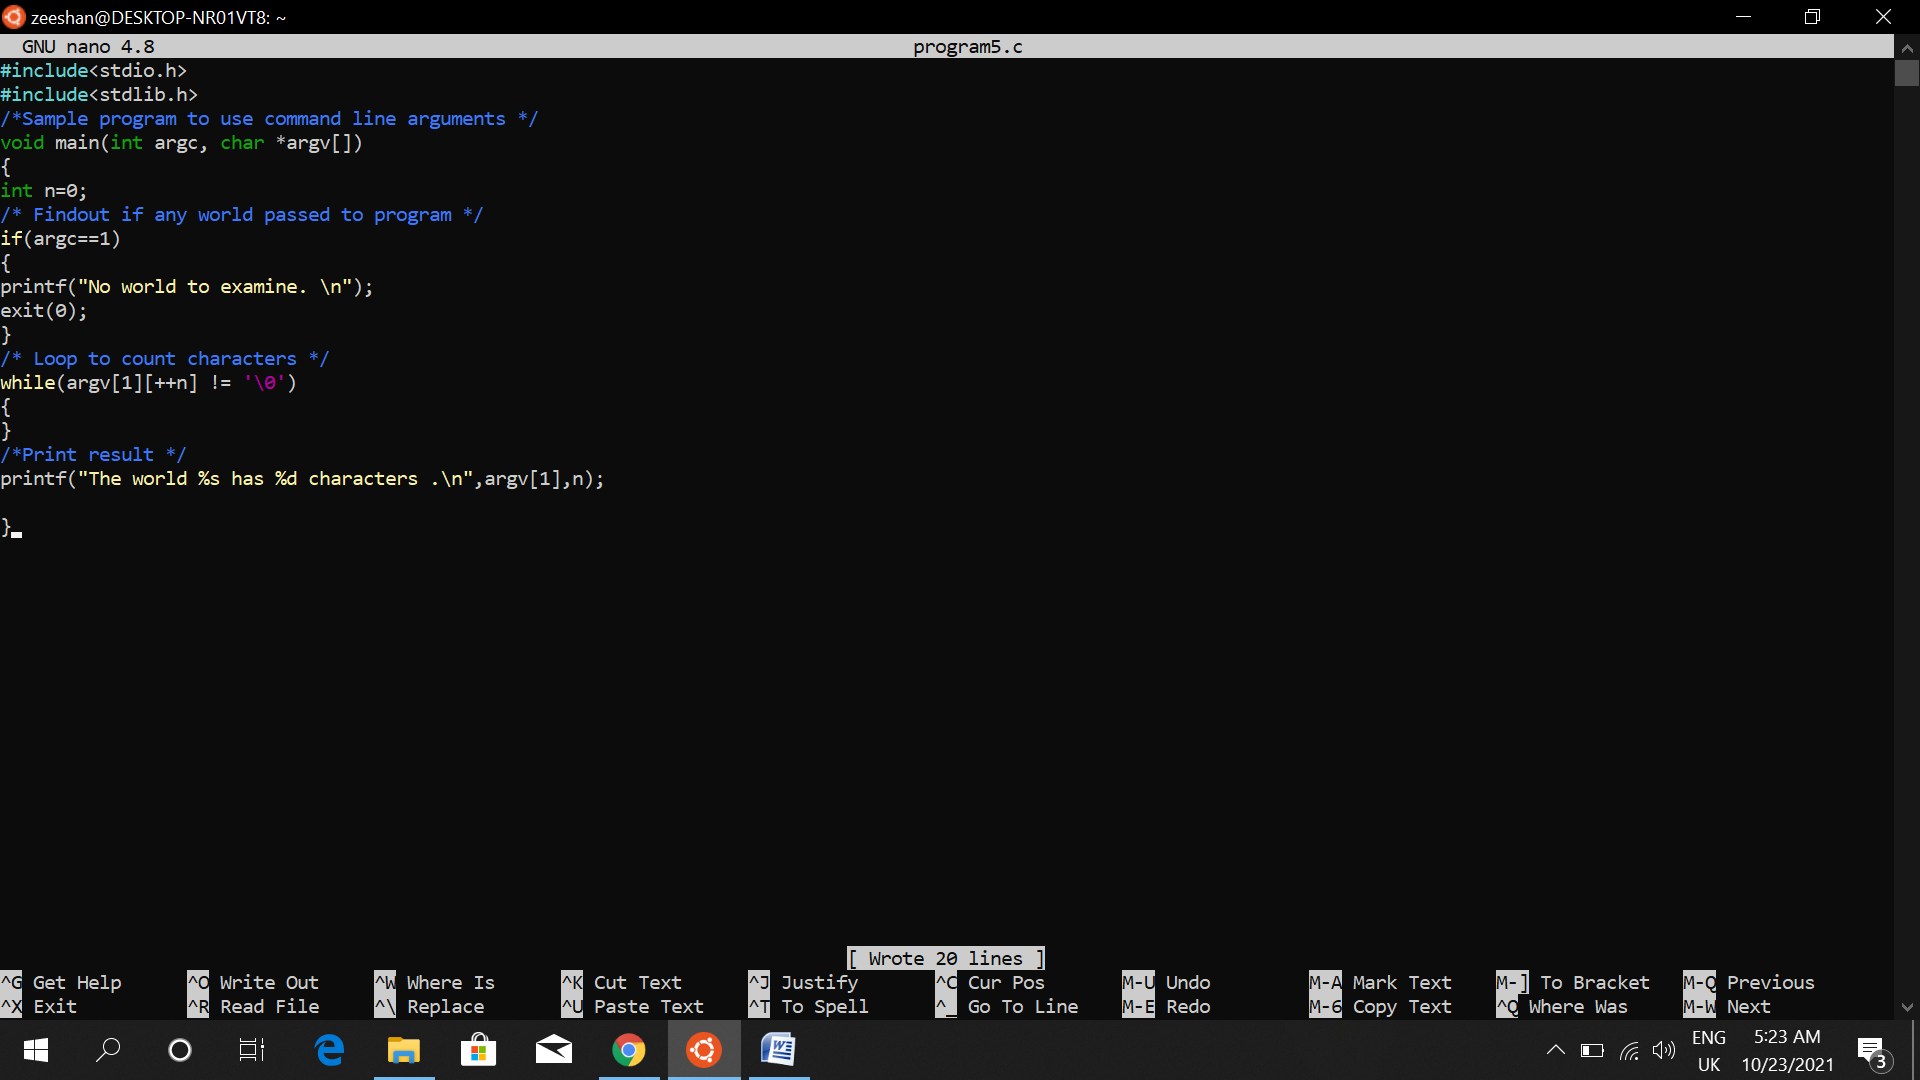 zeeshan@DESKTOP-NR01VT8: ~
GNU nano 4.8 program5.c
#include<stdio.h>
#include<stdlib.h>
/*Sample program to use command line arguments */
void main(int argc, char *argv[])
{
int n=0;
/* Findout if any world passed to program */
if(argc==1)
{
printf("No world to examine. \n");
exit(0);
}
/* Loop to count characters */
while(argv[1][++n] != '\0')
{
}
/*Print result */
printf("The world %s has %d characters .\n",argv[1],n);
}
[ Wrote 20 lines ]
^G Get Help ^O Write Out ^W Where Is ^K Cut Text ^J Justify ^C Cur Pos M-U Undo M-A Mark Text M-] To Bracket M-Q Previous
^X Exit ^R Read File ^\ Replace ^U Paste Text ^T To Spell ^_ Go To Line M-E Redo M-6 Copy Text ^Q Where Was M-W Next
ENG 5:23 AM
UK 10/23/2021 3